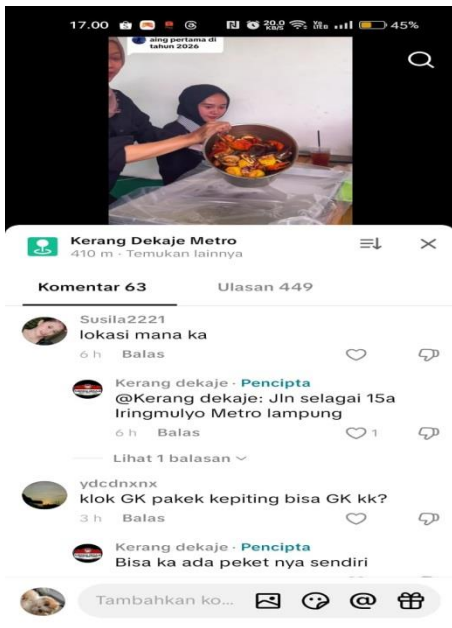 17.00
20.0
KB/S
45%
aing pertama di
tahun 2026
Kerang Dekaje Metro
410 m · Temukan lainnya
Komentar 63
Ulasan 449
Susila2221
lokasi mana ka
6 h Balas
Kerang dekaje · Pencipta
@Kerang dekaje: Jln selagai 15a
Iringmulyo Metro lampung
6 h Balas
1
Lihat 1 balasan
ydcdnxnx
klok GK pakek kepiting bisa GK kk?
3 h Balas
Kerang dekaje · Pencipta
Bisa ka ada peket nya sendiri
Tambahkan ko...